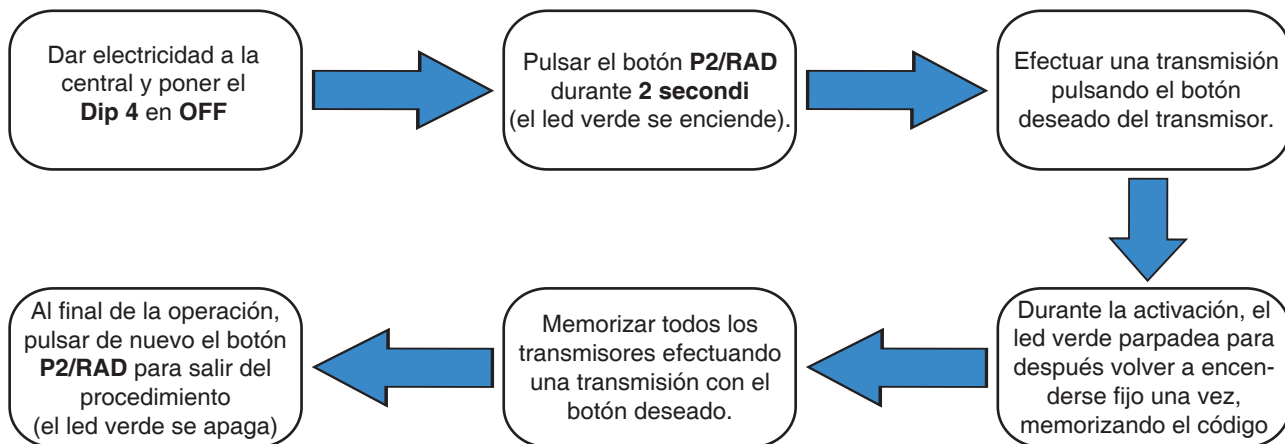 Dar electricidad a la
central y poner el
Dip 4 en OFF
Pulsar el botón P2/RAD
durante 2 secondi
(el led verde se enciende).
Efectuar una transmisión
pulsando el botón
deseado del transmisor.
Durante la activación, el
led verde parpadea para
después volver a encen-
derse fijo una vez,
memorizando el código
Memorizar todos los
transmisores efectuando
una transmisión con el
botón deseado.
Al final de la operación,
pulsar de nuevo el botón
P2/RAD para salir del
procedimiento
(el led verde se apaga)